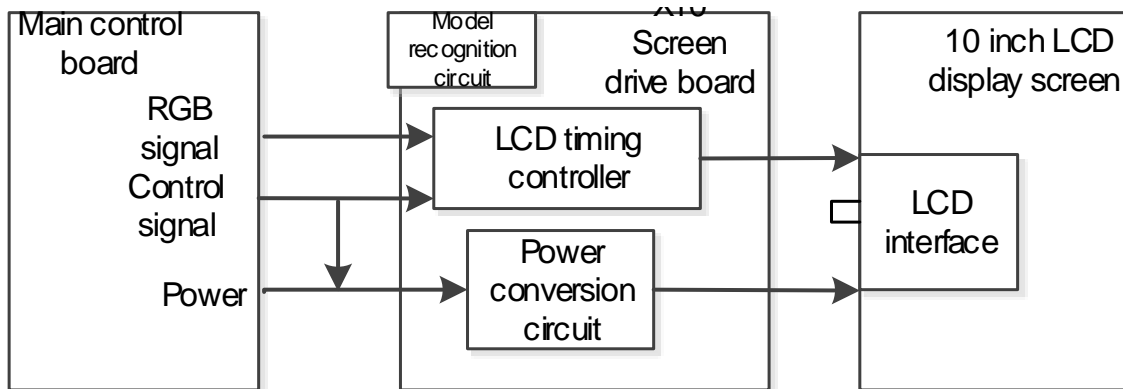 Main control
board
RGB
signal
Control
signal
Power
Model
recognition
circuit
Screen
drive board
LCD timing
controller
Power
conversion
circuit
10 inch LCD
display screen
LCD
interface